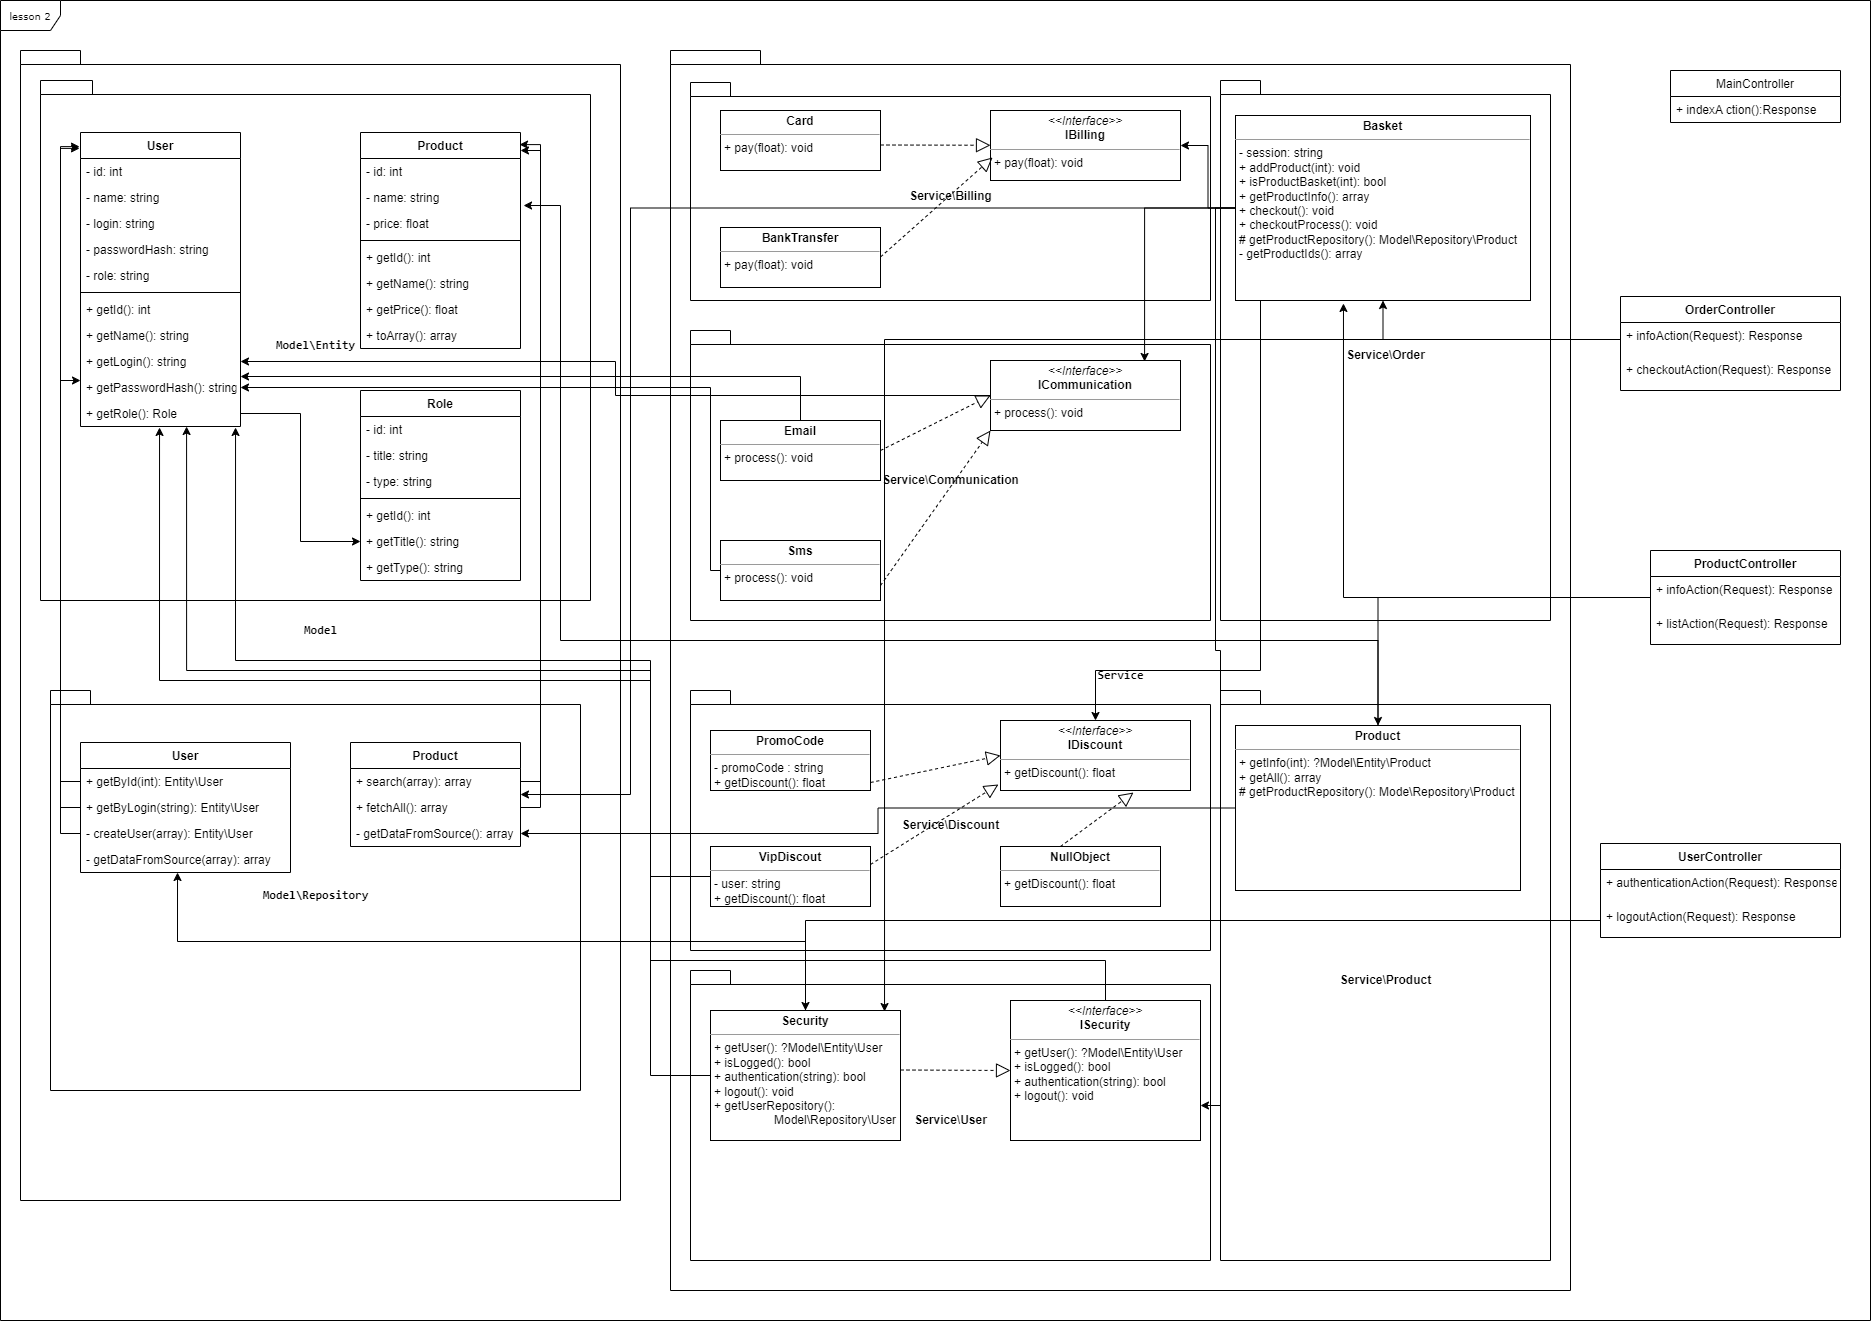 lesson 2
User
- id: int
- name: string
- login: string
- passwordHash: string
- role: string
+ getId(): int
+ getName(): string
+ getLogin(): string
+ getPasswordHash(): string
+ getRole(): Role
Product
- id: int
- name: string
- price: float
+ getId(): int
+ getName(): string
+ getPrice(): float
+ toArray(): array
Model\Entity
Role
- id: int
- title: string
- type: string
+ getId(): int
+ getTitle(): string
+ getType(): string
Model
User
+ getById(int): Entity\User
+ getByLogin(string): Entity\User
- createUser(array): Entity\User
- getDataFromSource(array): array
Product
+ search(array): array
+ fetchAll(): array
- getDataFromSource(): array
Model\Repository
Card
+ pay(float): void
<<Interface>>
IBilling
+ pay(float): void
Service\Billing
BankTransfer
+ pay(float): void
Basket
- session: string
+ addProduct(int): void
+ isProductBasket(int): bool
+ getProductInfo(): array
+ checkout(): void
+ checkoutProcess(): void
# getProductRepository(): Model\Repository\Product
- getProductIds(): array
Service\Order
<<Interface>>
ICommunication
+ process(): void
Email
+ process(): void
Service\Communication
Sms
+ process(): void
Service
PromoCode
- promoCode : string
+ getDiscount(): float
<<Interface>>
IDiscount
+ getDiscount(): float
Service\Discount
VipDiscout
- user: string
+ getDiscount(): float
NullObject
+ getDiscount(): float
Product
+ getInfo(int): ?Model\Entity\Product
+ getAll(): array
# getProductRepository(): Mode\Repository\Product
Service\Product
Security
+ getUser(): ?Model\Entity\User
+ isLogged(): bool
+ authentication(string): bool
+ logout(): void
+ getUserRepository():
Model\Repository\User
<<Interface>>
ISecurity
+ getUser(): ?Model\Entity\User
+ isLogged(): bool
+ authentication(string): bool
+ logout(): void
Service\User
MainController
+ indexA ction():Response
OrderController
+ infoAction(Request): Response
+ checkoutAction(Request): Response
ProductController
+ infoAction(Request): Response
+ listAction(Request): Response
UserController
+ authenticationAction(Request): Response
+ logoutAction(Request): Response